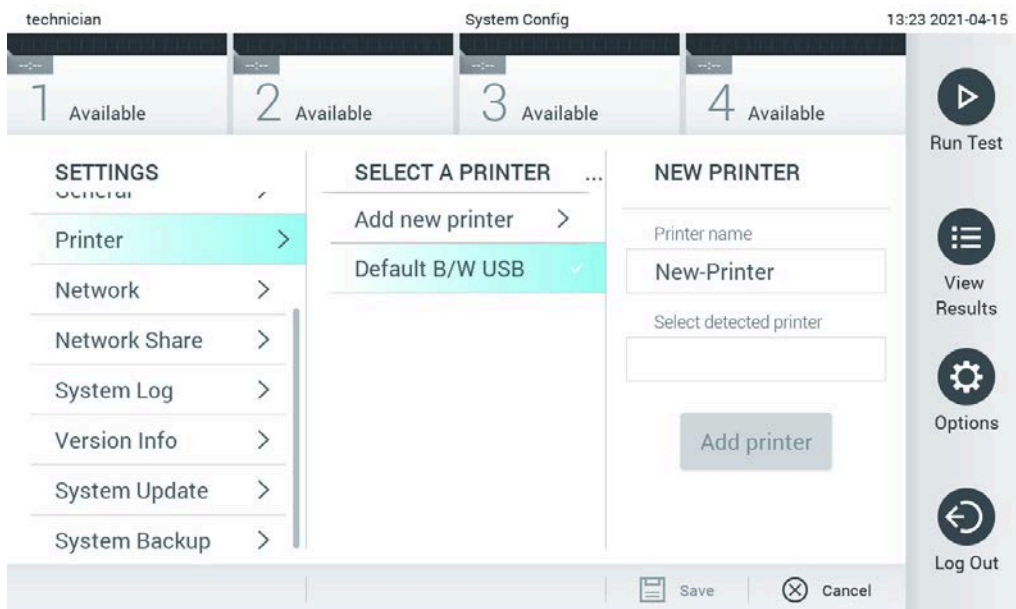 technician
System Config
13:23 2021-04-15
--:--
--:--
--:--
--:--
1 Available
2 Available
3 Available
4 Available
Run Test
View
Results
Options
Log Out
SETTINGS
General
Printer
Network
Network Share
System Log
Version Info
System Update
System Backup
SELECT A PRINTER ...
Add new printer
Default B/W USB
NEW PRINTER
Printer name
New-Printer
Select detected printer
Add printer
Save
Cancel